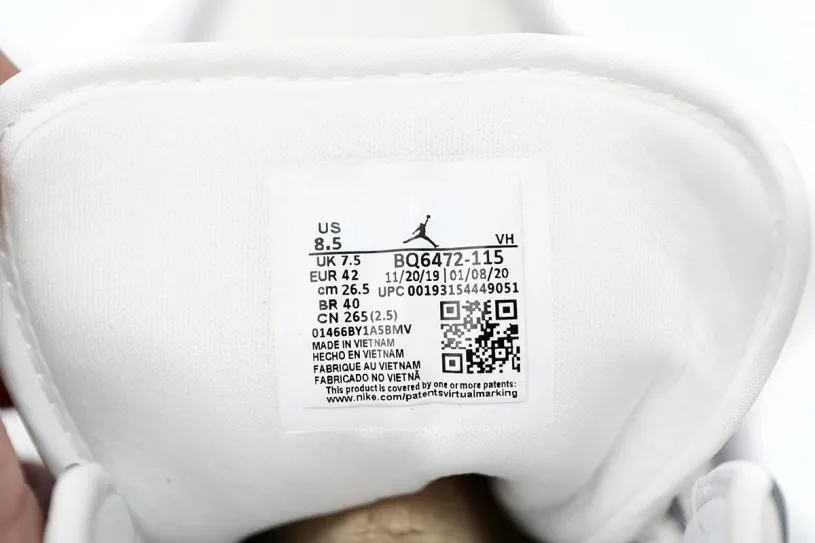 US
8.5
VH
UK 7.5
BQ6472-115
EUR 42
11/20/19 | 01/08/20
cm 26.5
UPC 00193154449051
BR 40
CN 265(2.5)
01466BY1A5BMV
MADE IN VIETNAM
HECHO EN VIETNAM
FABRIQUE AU VIETNAM
FABRICADO NO VIETNÃ
This product is covered by one or more patents:
www.nike.com/patentsvirtualmarking